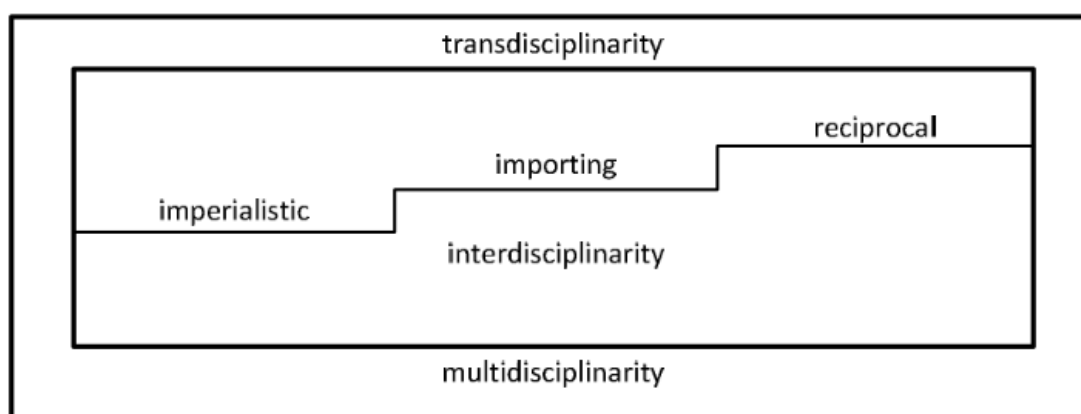 transdisciplinarity
reciprocal
importing
imperialistic
interdisciplinarity
multidisciplinarity